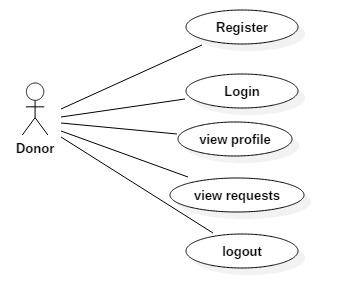 Register
Login
view profile
Donor
view requests
logout